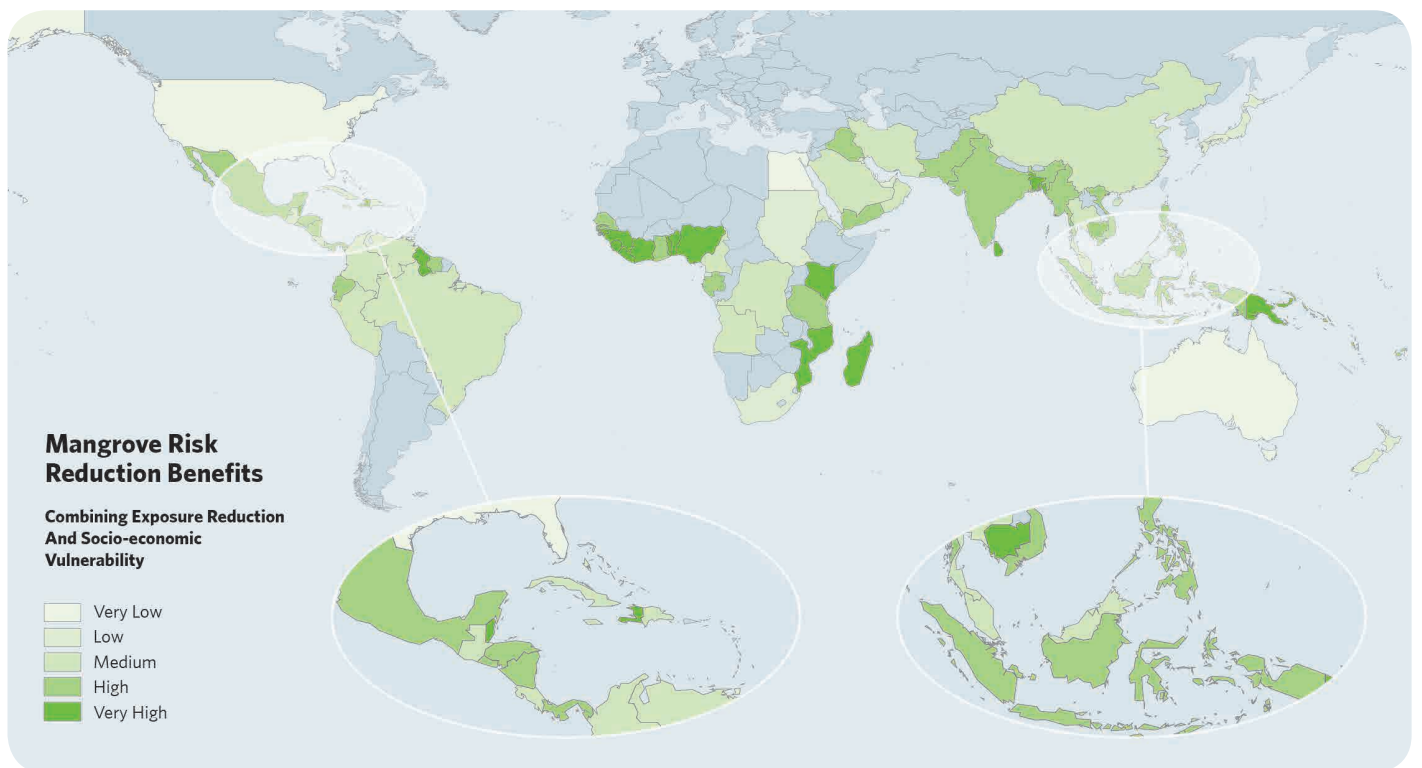 Mangrove Risk
Reduction Benefits
Combining Exposure Reduction
And Socio-economic
Vulnerability
Very Low
Low
Medium
High
Very High